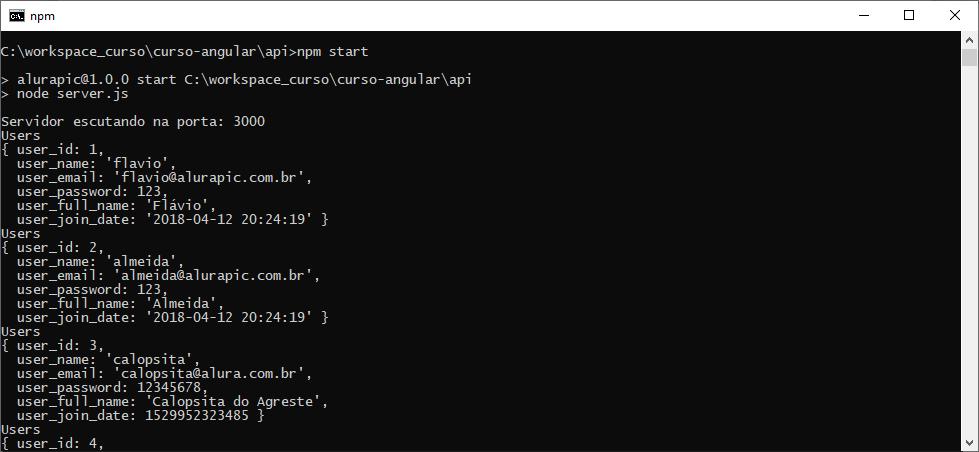 npm
C:\workspace_curso\curso-angular\api>npm start
> alurapic@1.0.0 start C:\workspace_curso\curso-angular\api
> node server.js
Servidor escutando na porta: 3000
Users
{ user_id: 1,
  user_name: 'flavio',
  user_email: 'flavio@alurapic.com.br',
  user_password: 123,
  user_full_name: 'Flávio',
  user_join_date: '2018-04-12 20:24:19' }
Users
{ user_id: 2,
  user_name: 'almeida',
  user_email: 'almeida@alurapic.com.br',
  user_password: 123,
  user_full_name: 'Almeida',
  user_join_date: '2018-04-12 20:24:19' }
Users
{ user_id: 3,
  user_name: 'calopsita',
  user_email: 'calopsita@alura.com.br',
  user_password: 12345678,
  user_full_name: 'Calopsita do Agreste',
  user_join_date: 1529952323485 }
Users
{ user_id: 4,